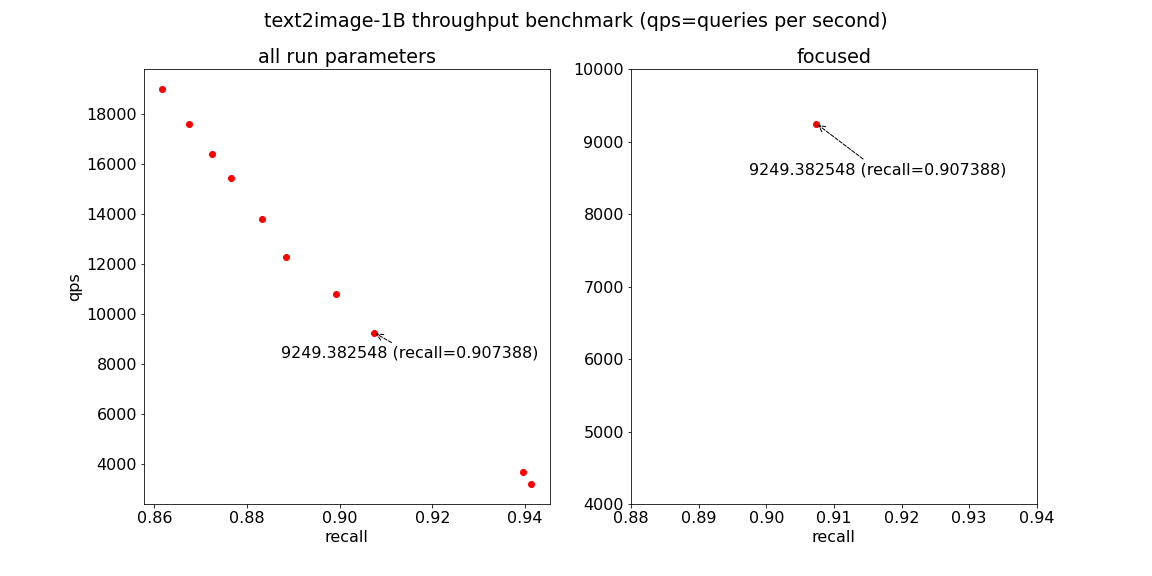 text2image-1B throughput benchmark (qps=queries per second)
all run parameters
18000
16000
14000
12000
10000
8000
6000
4000
qps
9249.382548 (recall=0.907388)
0.86 0.88 0.90 0.92 0.94
recall
focused
10000
9000
8000
7000
6000
5000
4000
9249.382548 (recall=0.907388)
0.88 0.89 0.90 0.91 0.92 0.93 0.94
recall